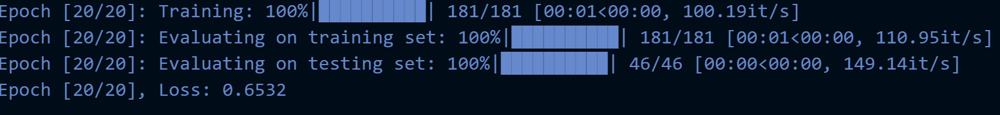 Epoch [20/20]: Training: 100%|██████████| 181/181 [00:01<00:00, 100.19it/s]
Epoch [20/20]: Evaluating on training set: 100%|██████████| 181/181 [00:01<00:00, 110.95it/s]
Epoch [20/20]: Evaluating on testing set: 100%|██████████| 46/46 [00:00<00:00, 149.14it/s]
Epoch [20/20], Loss: 0.6532